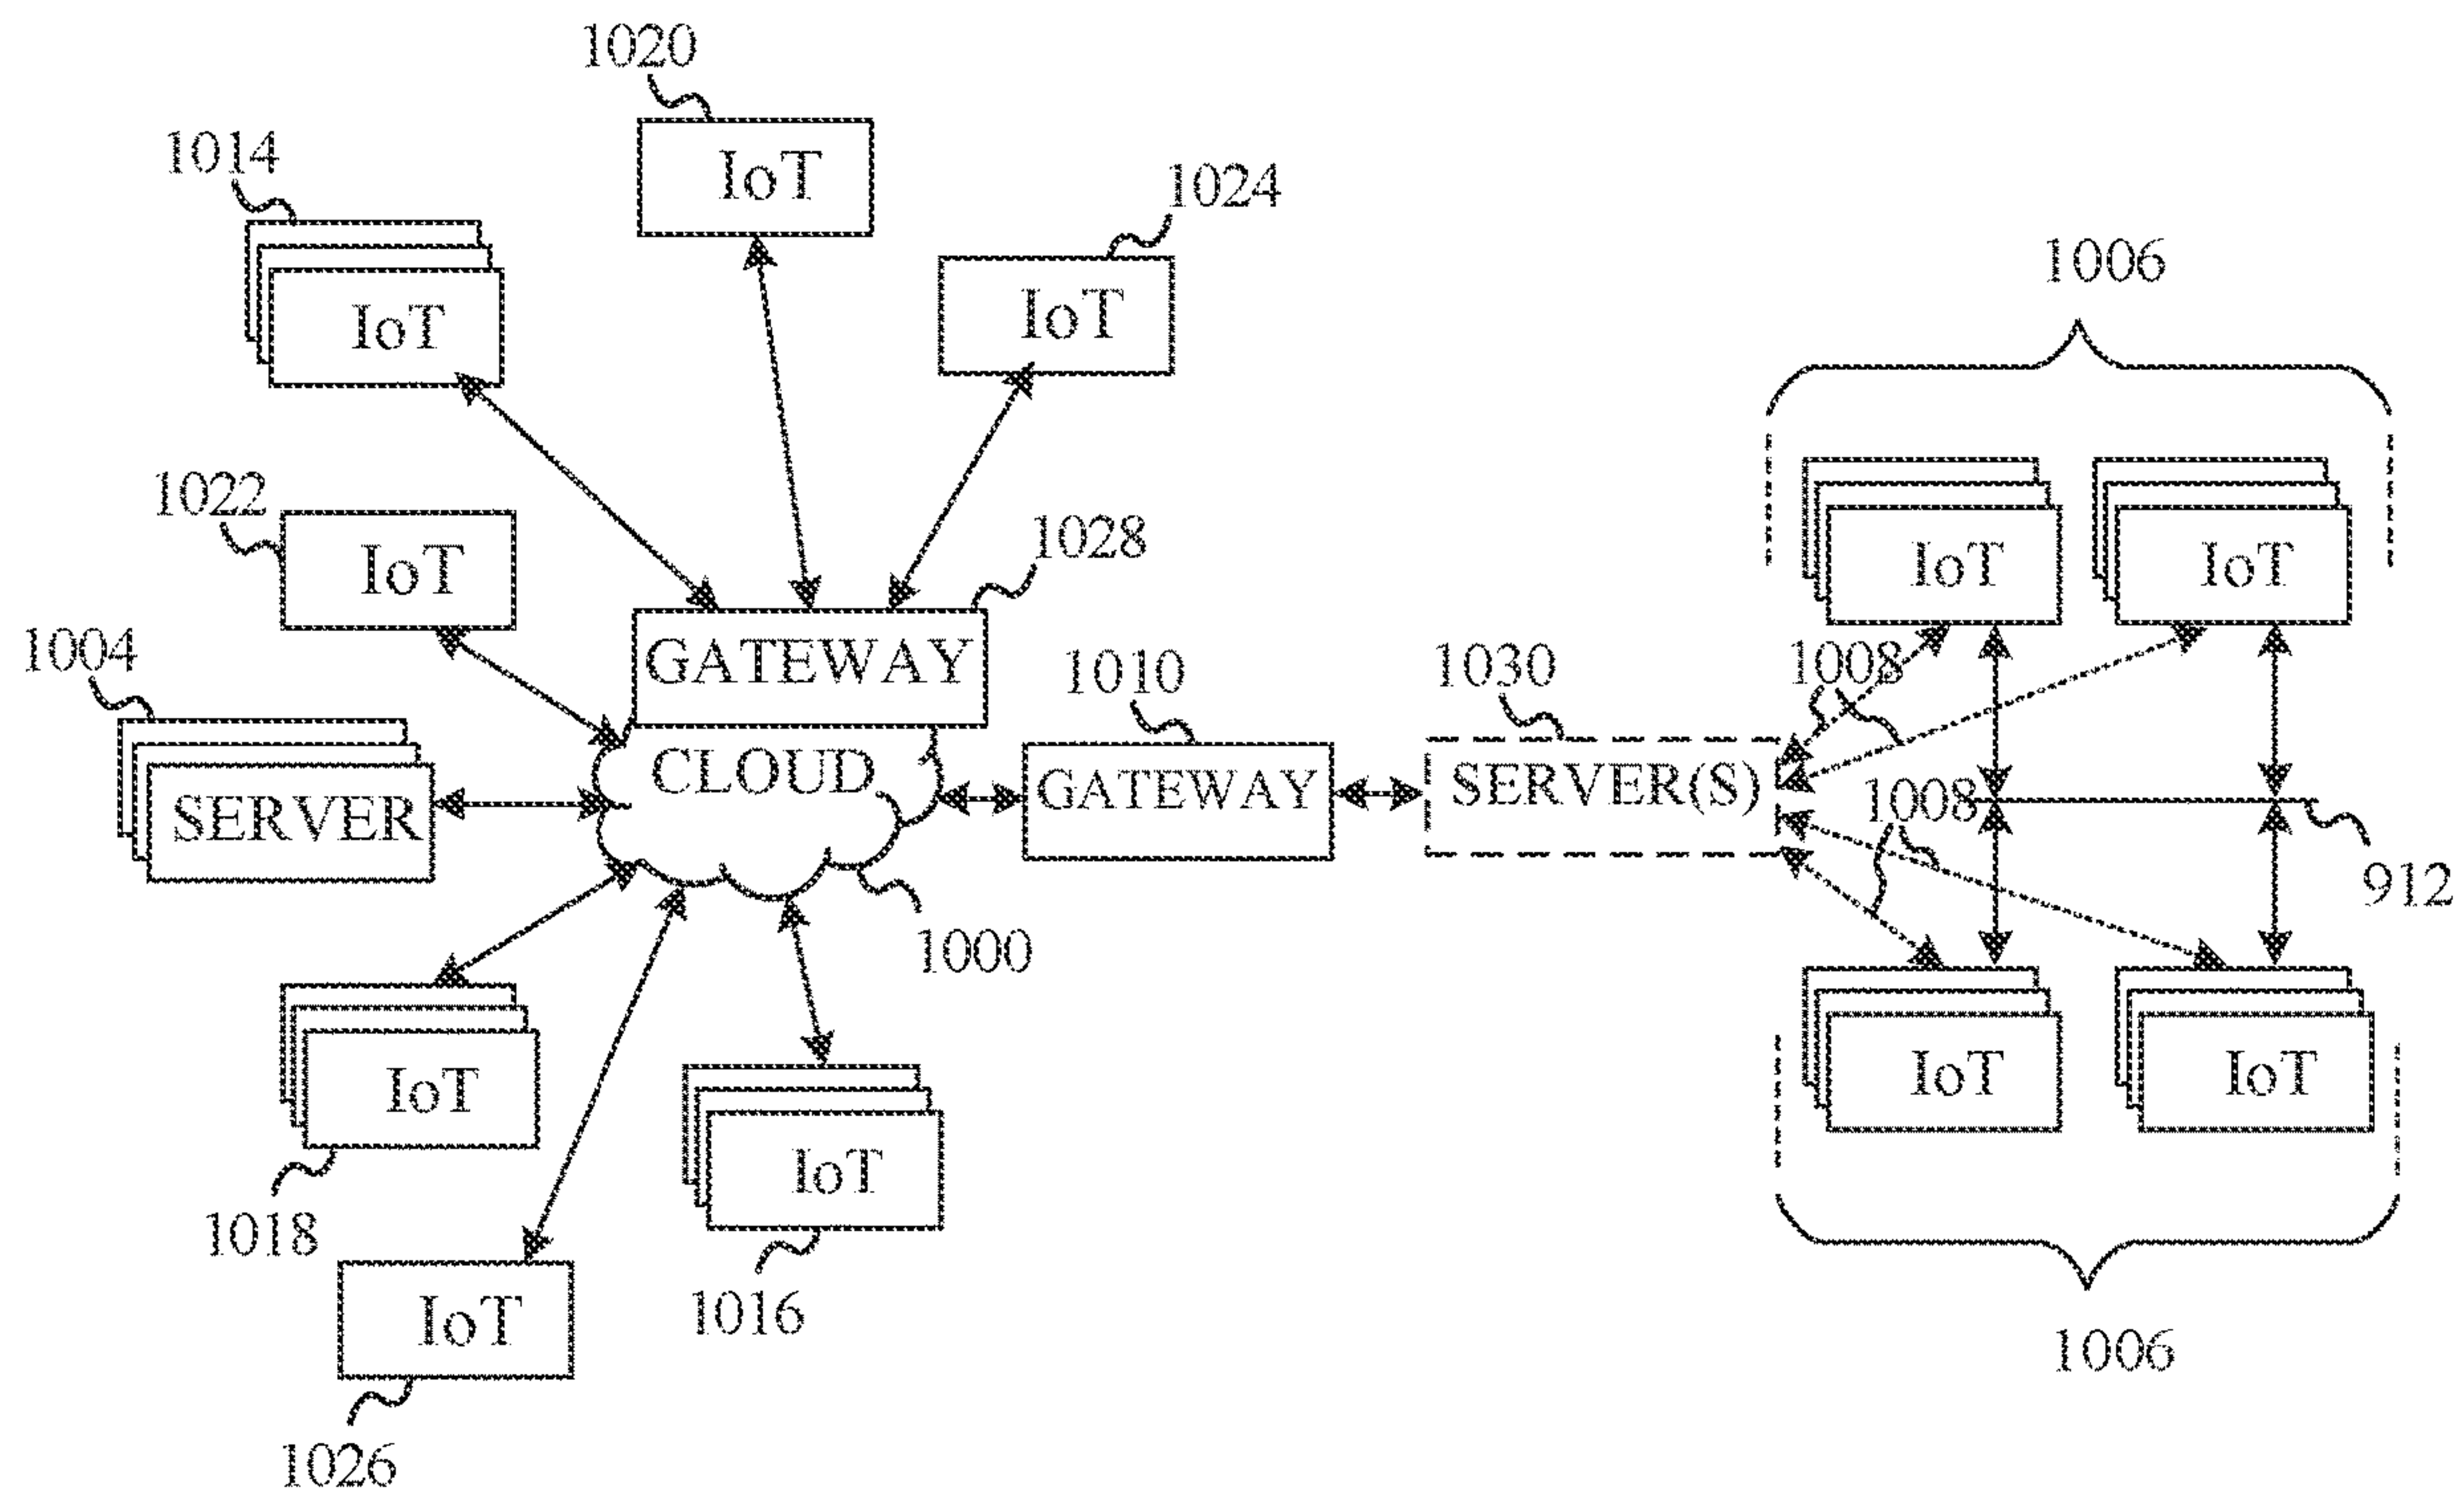 1020
1014
IoT
1024
IoT
IoT
1006
1022
IoT
1028
IoT
IoT
1004
GATEWAY
1010
1030
1008
SERVER
CLOUD
GATEWAY
SERVER(S)
1008
912
1000
IoT
IoT
IoT
1018
IoT
1016
IoT
1006
1026